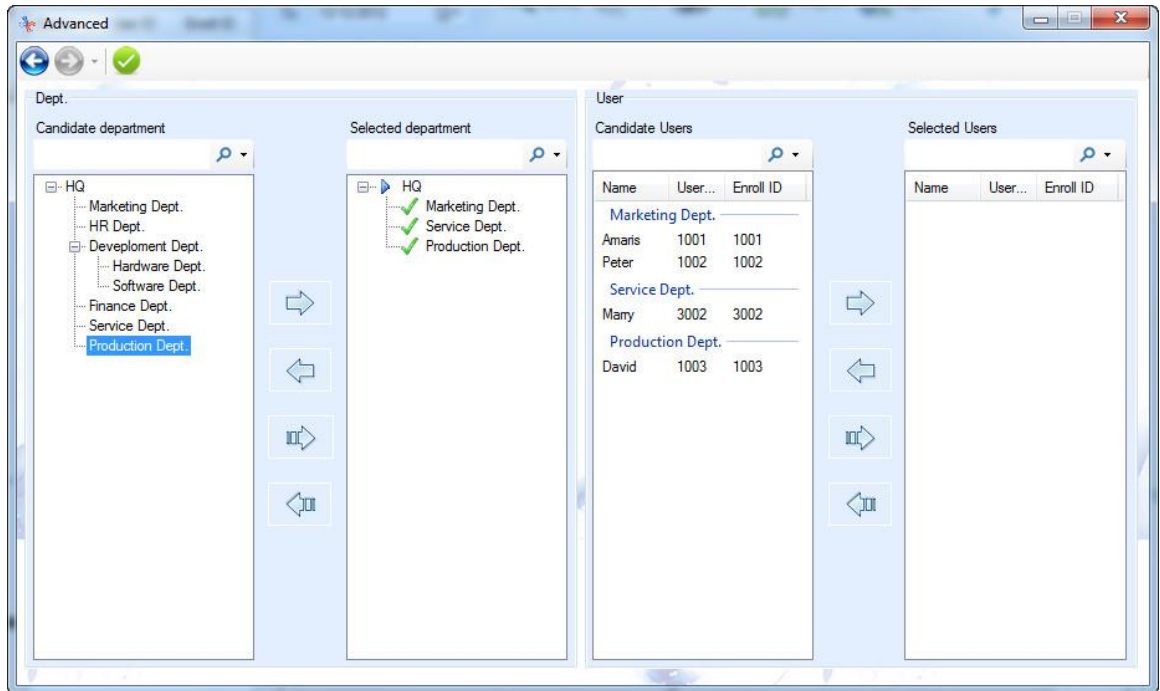 Advanced
Dept.
Candidate department
HQ
Marketing Dept.
HR Dept.
Deveploment Dept.
Hardware Dept.
Software Dept.
Finance Dept.
Service Dept.
Production Dept.
Selected department
HQ
Marketing Dept.
Service Dept.
Production Dept.
User
Candidate Users
Name User... Enroll ID
Marketing Dept.
Amaris 1001 1001
Peter 1002 1002
Service Dept.
Marry 3002 3002
Production Dept.
David 1003 1003
Selected Users
Name User... Enroll ID